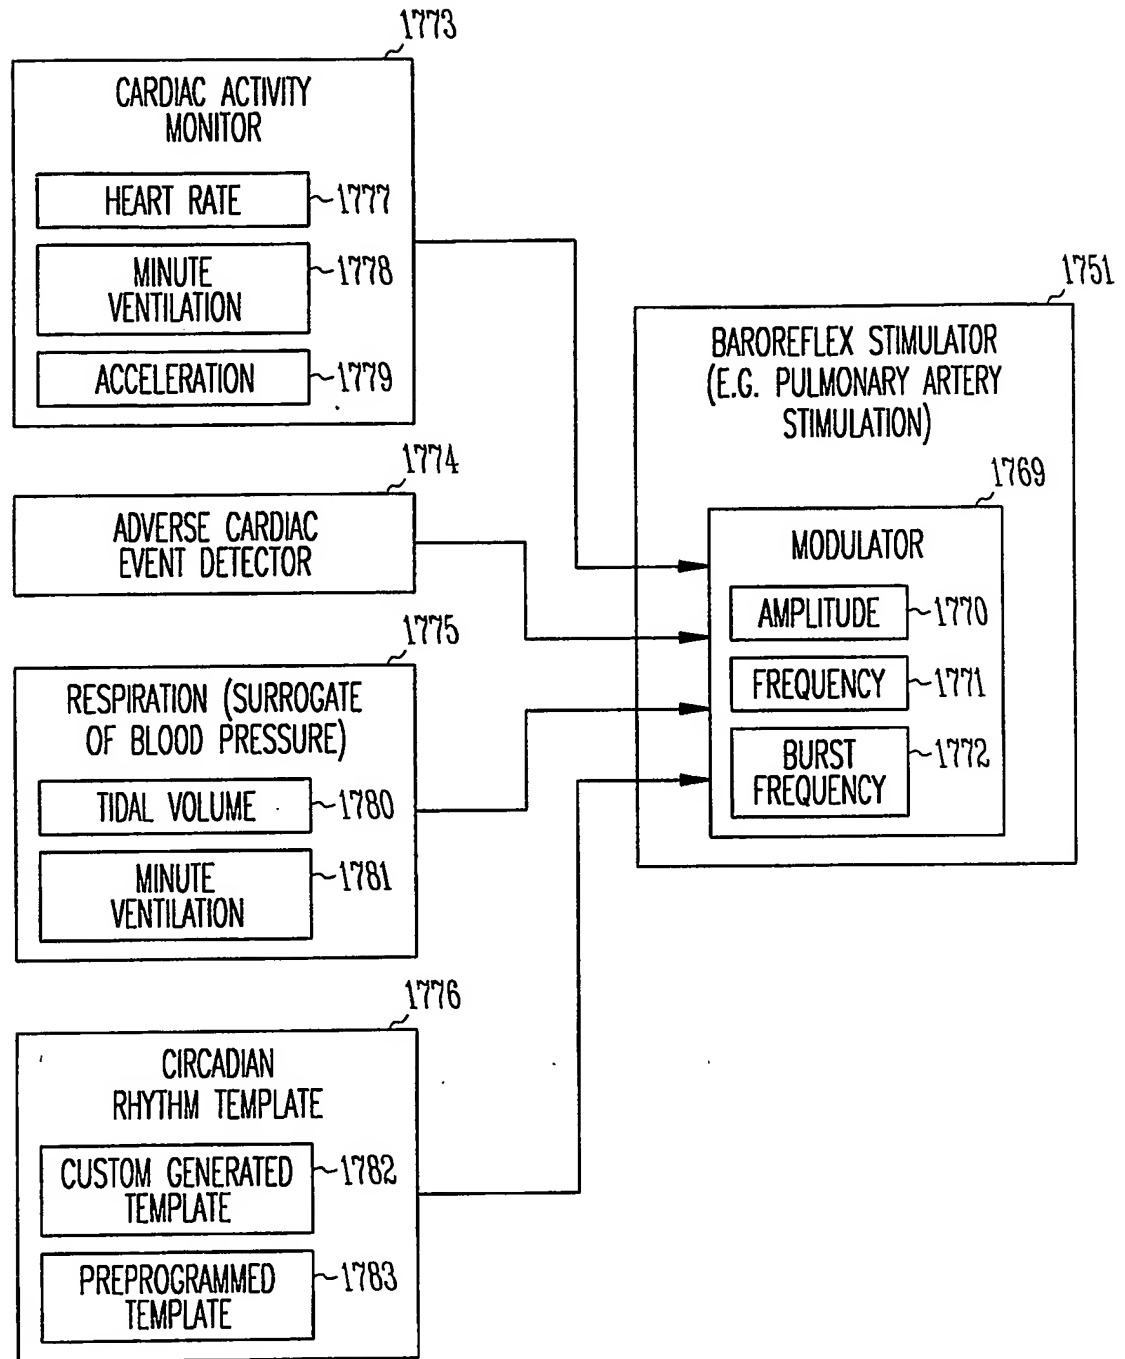 1773
CARDIAC ACTIVITY
MONITOR
HEART RATE
1777
MINUTE
VENTILATION
1778
ACCELERATION
1779
1774
ADVERSE CARDIAC
EVENT DETECTOR
1775
RESPIRATION (SURROGATE
OF BLOOD PRESSURE)
TIDAL VOLUME
1780
MINUTE
VENTILATION
1781
1776
CIRCADIAN
RHYTHM TEMPLATE
CUSTOM GENERATED
TEMPLATE
1782
PREPROGRAMMED
TEMPLATE
1783
1751
BAROREFLEX STIMULATOR
(E.G. PULMONARY ARTERY
STIMULATION)
1769
MODULATOR
AMPLITUDE
1770
FREQUENCY
1771
BURST
FREQUENCY
1772